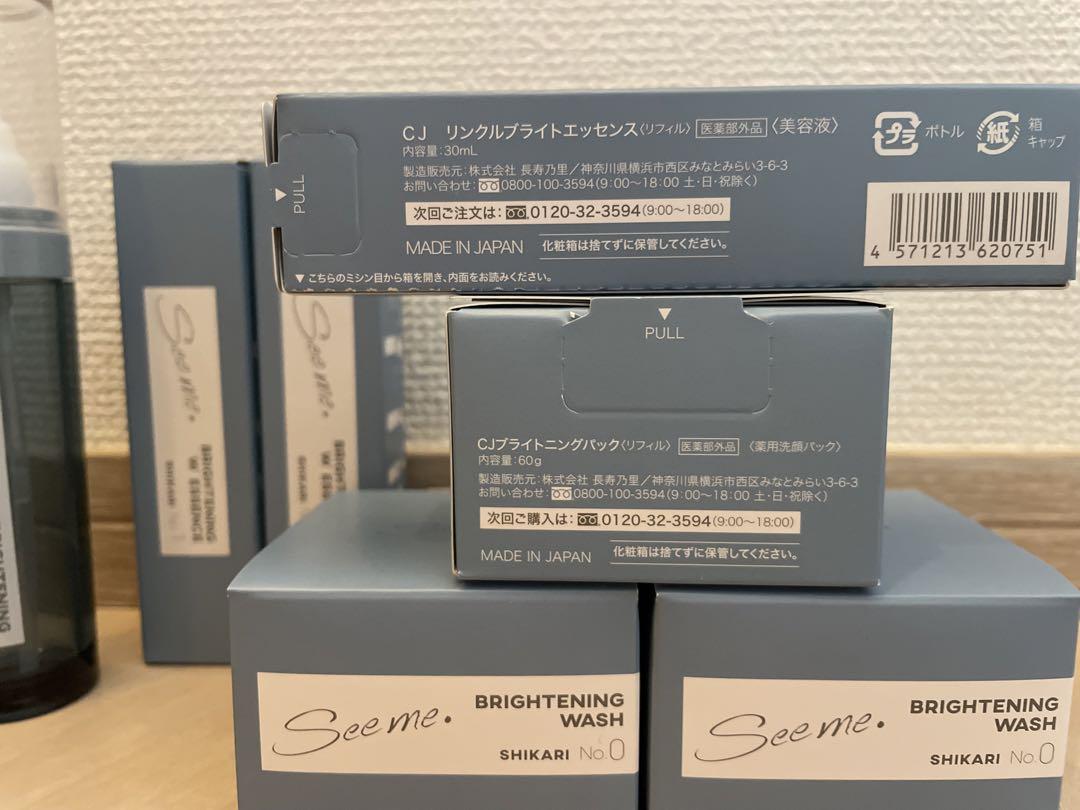 CJ リンクルブライトエッセンス〈リフィル〉 医薬部外品 〈美容液〉
内容量:30mL
製造販売元:株式会社 長寿乃里/神奈川県横浜市西区みなとみらい3-6-3
お問い合わせ:0800-100-3594(9:00〜18:00 土・日・祝除く)
次回ご注文は:0120-32-3594(9:00〜18:00)
MADE IN JAPAN 化粧箱は捨てずに保管してください。
▼こちらのミシン目から箱を開き、内面をお読みください。
PULL
プラ ボトル
紙 箱
キャップ
4 571213 620751
PULL
CJブライトニングパック〈リフィル〉 医薬部外品 〈薬用洗顔パック〉
内容量:60g
製造販売元:株式会社 長寿乃里/神奈川県横浜市西区みなとみらい3-6-3
お問い合わせ:0800-100-3594(9:00〜18:00 土・日・祝除く)
次回ご購入は:0120-32-3594(9:00〜18:00)
MADE IN JAPAN 化粧箱は捨てずに保管してください。
See me.
BRIGHTENING
SHIKARI
See me.
SHIKARI
See me.
BRIGHTENING
WASH
SHIKARI No.0
See me.
BRIGHTENING
WASH
SHIKARI No.0